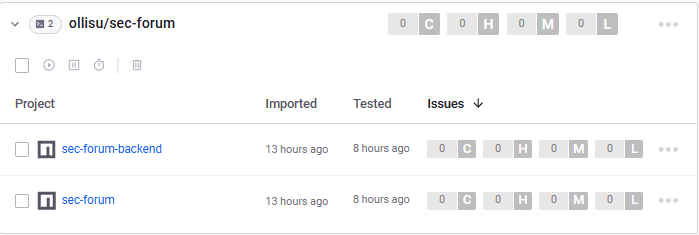 2 ollisu/sec-forum 0 C 0 H 0 M 0 L
Project Imported Tested Issues
sec-forum-backend 13 hours ago 8 hours ago 0 C 0 H 0 M 0 L
sec-forum 13 hours ago 8 hours ago 0 C 0 H 0 M 0 L